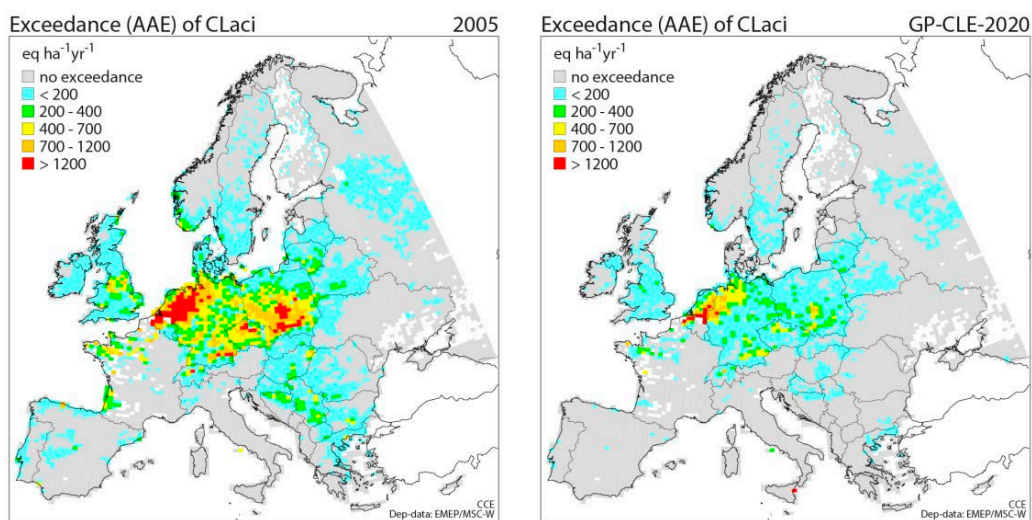 Exceedance (AAE) of CLaci 2005
eq ha⁻¹yr⁻¹
no exceedance
< 200
200 - 400
400 - 700
700 - 1200
> 1200
CCE
Dep-data: EMEP/MSC-W
Exceedance (AAE) of CLaci GP-CLE-2020
eq ha⁻¹yr⁻¹
no exceedance
< 200
200 - 400
400 - 700
700 - 1200
> 1200
CCE
Dep-data: EMEP/MSC-W